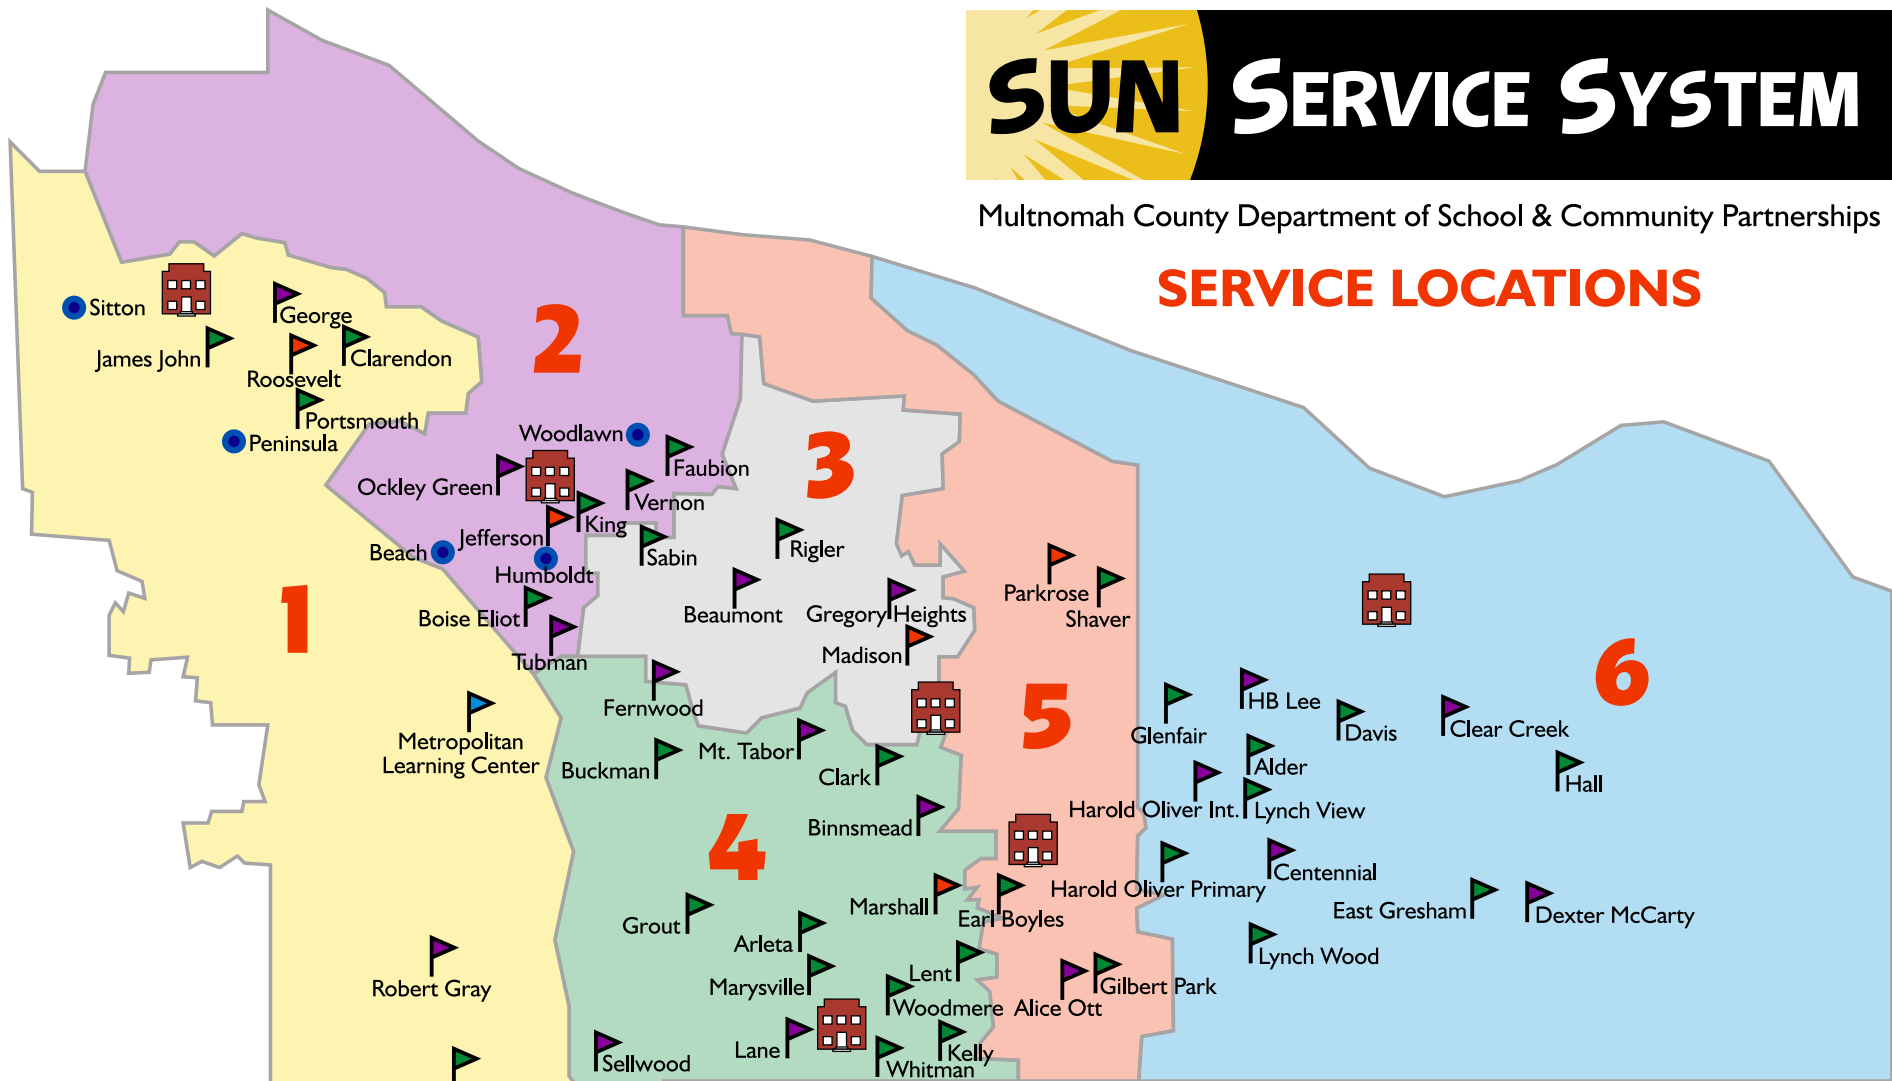 SUN SERVICE SYSTEM
Multnomah County Department of School & Community Partnerships
SERVICE LOCATIONS
Sitton
George
James John
Clarendon
Roosevelt
Portsmouth
Peninsula
2
Woodlawn
Faubion
3
Ockley Green
Vernon
King
Jefferson
Beach
Sabin
Rigler
Humboldt
Boise Eliot
Beaumont
Gregory Heights
Parkrose
Shaver
1
Tubman
Madison
6
Fernwood
5
HB Lee
Metropolitan
Learning Center
Mt. Tabor
Glenfair
Davis
Clear Creek
Buckman
Clark
Alder
Hall
Binnsmead
Harold Oliver Int.
Lynch View
4
Centennial
Harold Oliver Primary
Marshall
Earl Boyles
East Gresham
Dexter McCarty
Grout
Arleta
Lynch Wood
Robert Gray
Marysville
Lent
Gilbert Park
Woodmere
Alice Ott
Lane
Kelly
Sellwood
Whitman